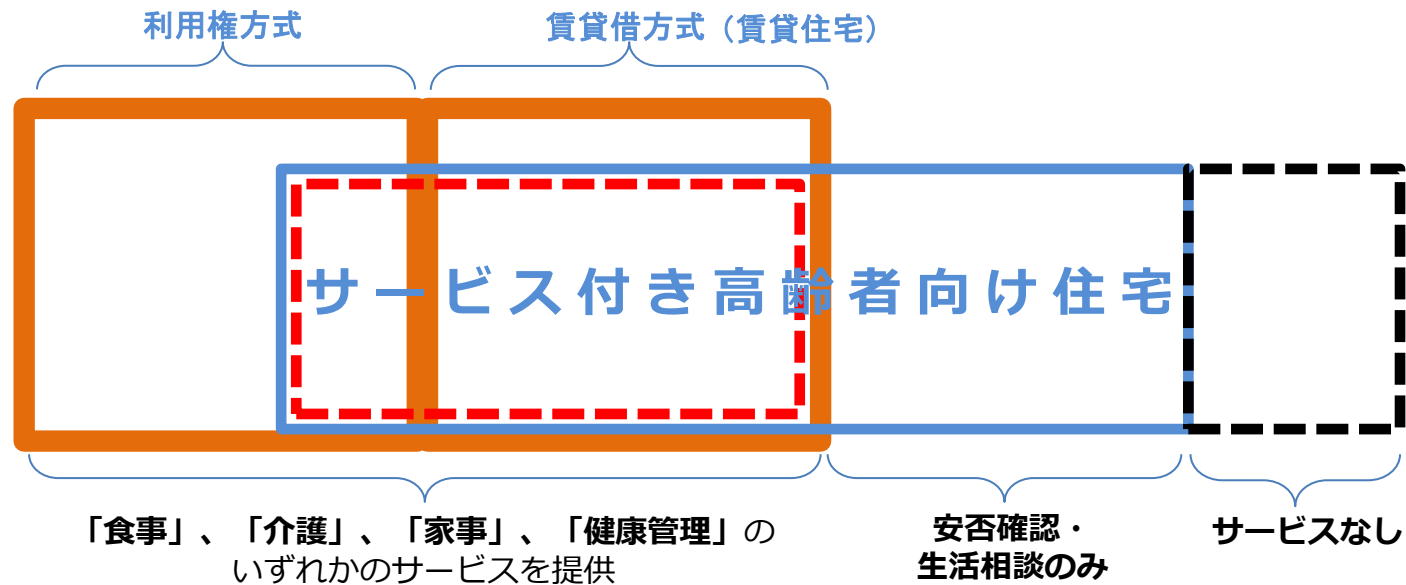 利用権方式
賃貸借方式（賃貸住宅）
サービス付き高齢者向け住宅
「食事」、「介護」、「家事」、「健康管理」の
いずれかのサービスを提供
安否確認・
生活相談のみ
サービスなし